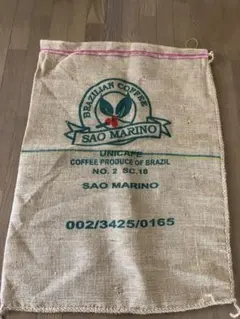 BRAZILIAN COFFEE
SAO MARINO
UNICAFE
COFFEE PRODUCE OF BRAZIL
NO. 2 SC. 16
SAO MARINO
002/3425/0165